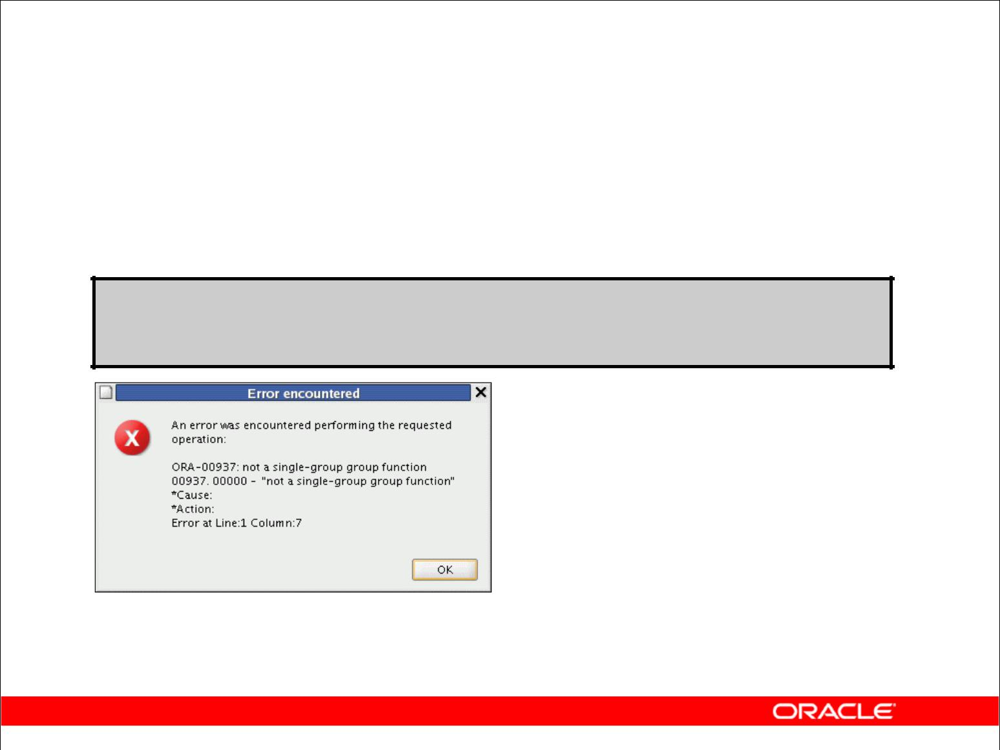 Error encountered
An error was encountered performing the requested
operation:
ORA-00937: not a single-group group function
00937. 00000 - "not a single-group group function"
*Cause:
*Action:
Error at Line:1 Column:7
OK
ORACLE